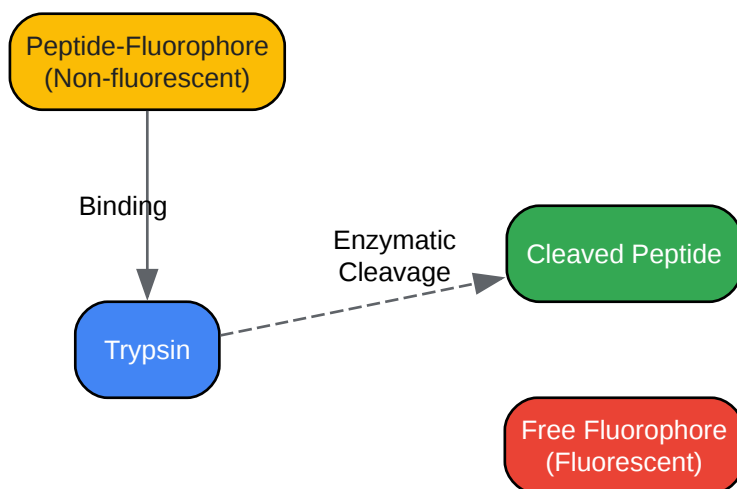 Peptide-Fluorophore
(Non-fluorescent)
Binding
Enzymatic
Cleavage
Cleaved Peptide
Trypsin
Free Fluorophore
(Fluorescent)